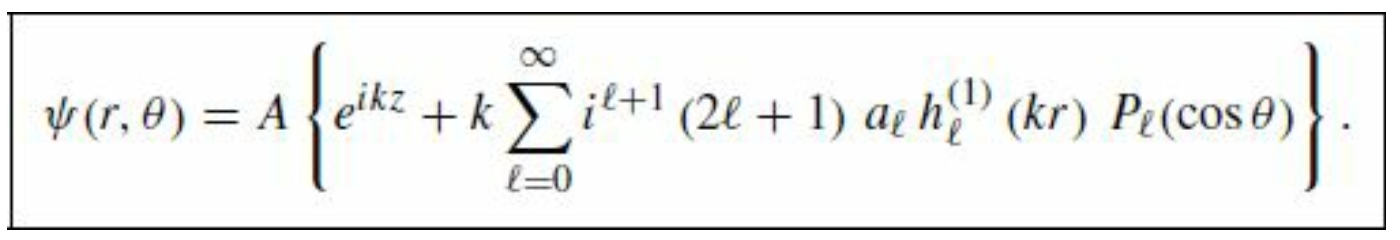 ψ(r, θ) = A { e^{ikz} + k ∑_{ℓ=0}^{∞} i^{ℓ+1} (2ℓ + 1) a_ℓ h_ℓ^{(1)} (kr) P_ℓ(cos θ) } .